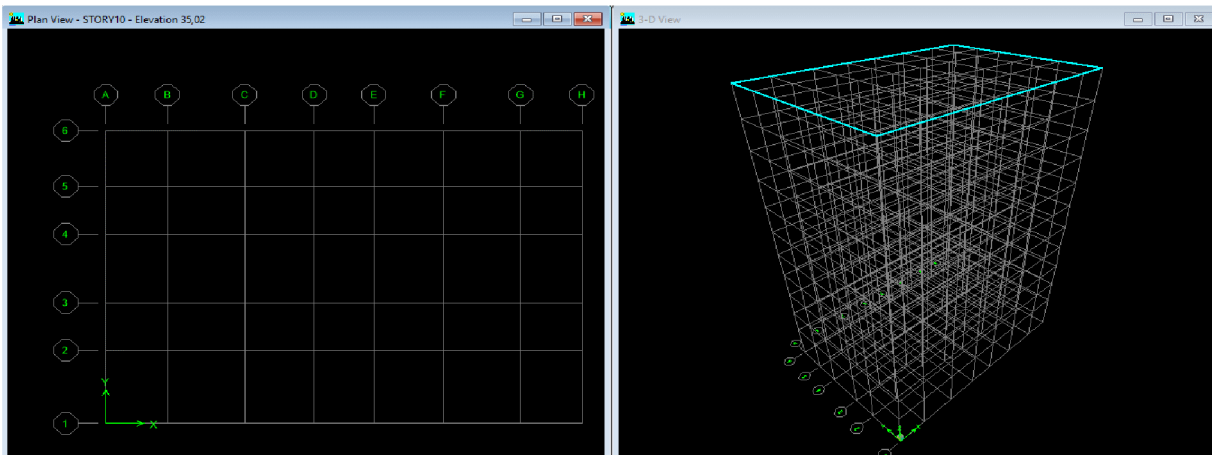 Plan View - STORY10 - Elevation 35,02
3-D View
A B C D E F G H
6
5
4
3
2
Y
1
X